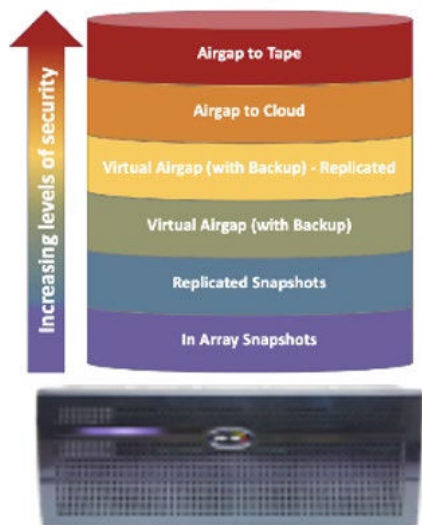 Airgap to Tape
Airgap to Cloud
Virtual Airgap (with Backup) - Replicated
Virtual Airgap (with Backup)
Replicated Snapshots
In Array Snapshots
Increasing levels of security